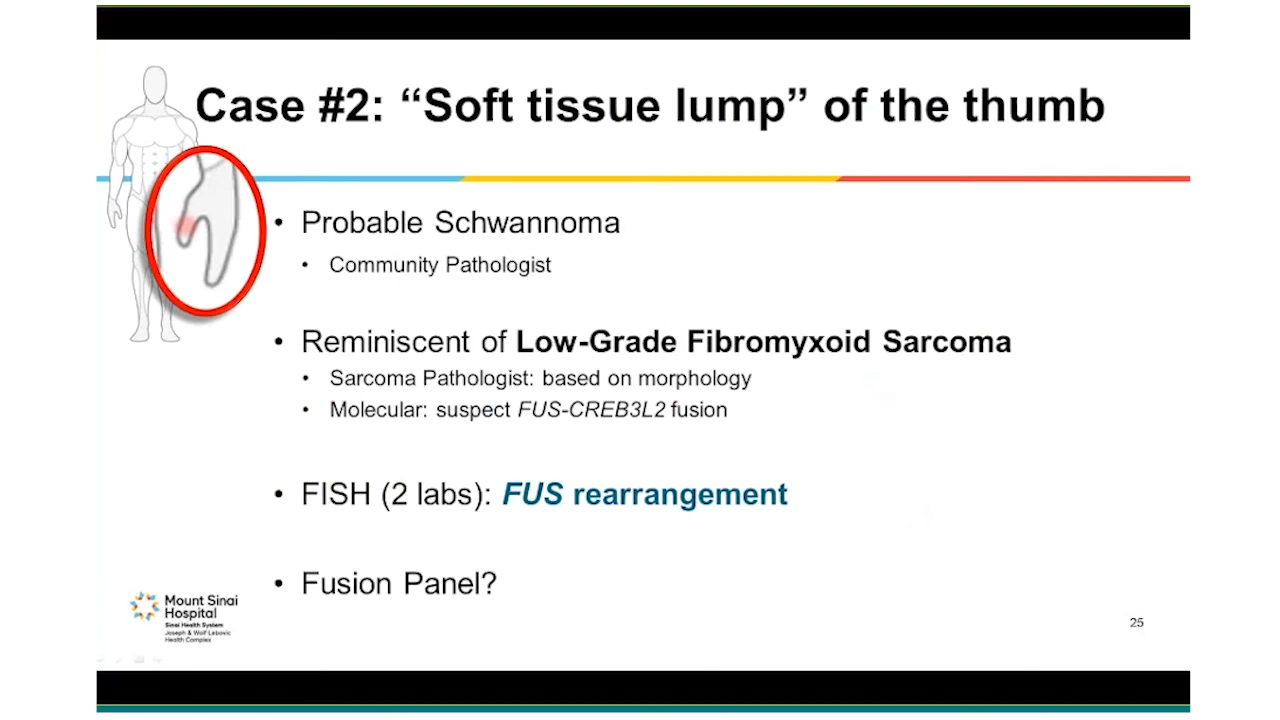 Case #2: “Soft tissue lump” of the thumb
• Probable Schwannoma
• Community Pathologist
• Reminiscent of Low-Grade Fibromyxoid Sarcoma
• Sarcoma Pathologist: based on morphology
• Molecular: suspect FUS-CREB3L2 fusion
• FISH (2 labs): FUS rearrangement
• Fusion Panel?
Mount Sinai
Hospital
Sinai Health System
Joseph & Wolf Lebovic
Health Complex
25